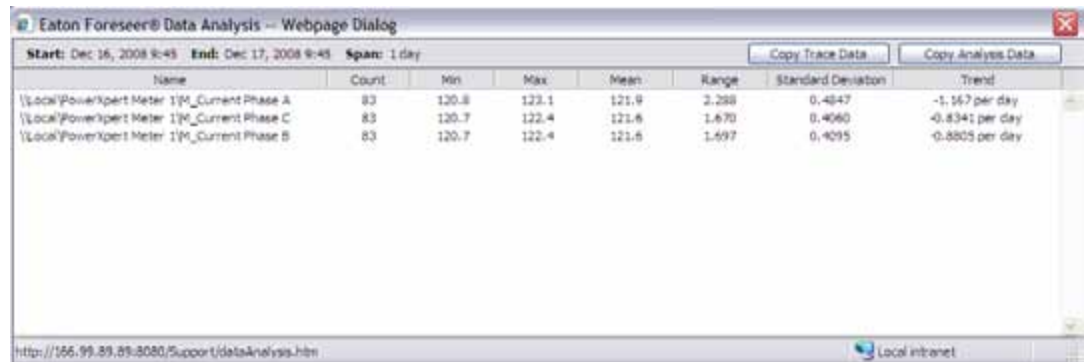 Eaton Foreseer® Data Analysis -- Webpage Dialog
Start: Dec 16, 2008 9:45 End: Dec 17, 2008 9:45 Span: 1 day Copy Trace Data Copy Analysis Data
Name Count Min Max Mean Range Standard Deviation Trend
\\Local\PowerXpert Meter 1\M_Current Phase A 83 120.8 123.1 121.9 2.288 0.4847 -1.167 per day
\\Local\PowerXpert Meter 1\M_Current Phase C 83 120.7 122.4 121.6 1.670 0.4060 -0.8341 per day
\\Local\PowerXpert Meter 1\M_Current Phase B 83 120.7 122.4 121.6 1.697 0.4095 -0.8805 per day
http://166.99.89.89:8080/Support/dataAnalysis.htm Local intranet